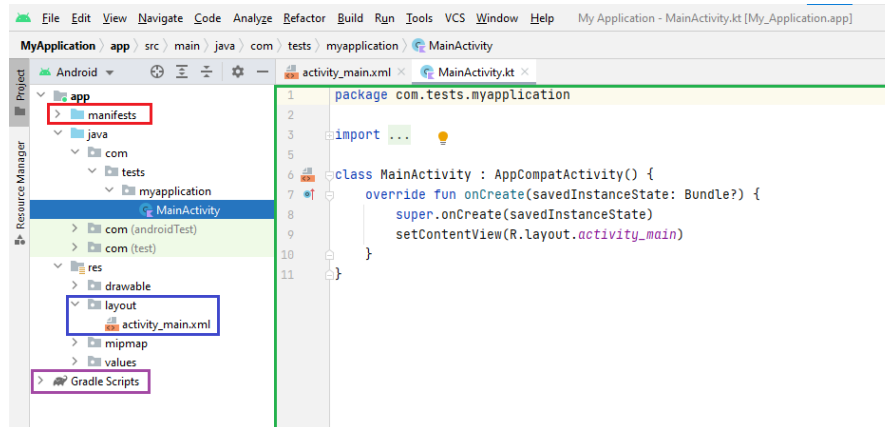 File Edit View Navigate Code Analyze Refactor Build Run Tools VCS Window Help My Application - MainActivity.kt [My_Application.app]
MyApplication app src main java com tests myapplication MainActivity
Project
Resource Manager
Android
activity_main.xml MainActivity.kt
app
manifests
java
com
tests
myapplication
MainActivity
com (androidTest)
com (test)
res
drawable
layout
activity_main.xml
mipmap
values
Gradle Scripts
1 package com.tests.myapplication
2
3 import ...
5
6 class MainActivity : AppCompatActivity() {
7 override fun onCreate(savedInstanceState: Bundle?) {
8 super.onCreate(savedInstanceState)
9 setContentView(R.layout.activity_main)
10 }
11 }